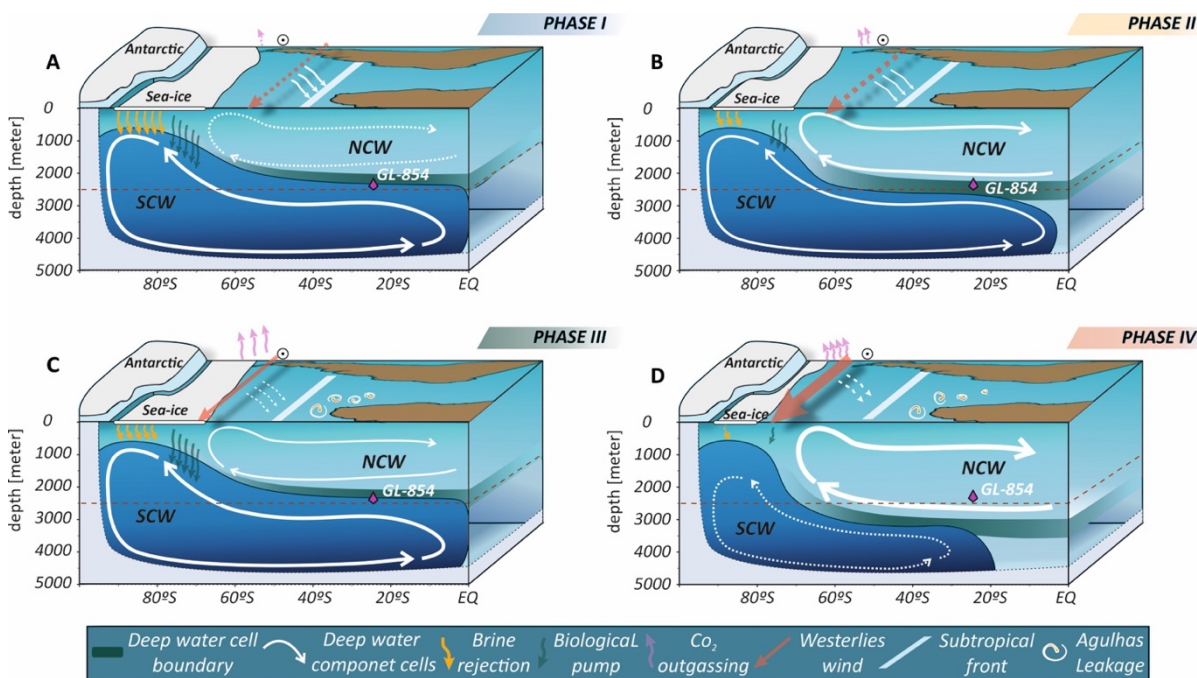 PHASE I
A
Antarctic
Sea-ice
0
1000
2000
3000
4000
5000
depth [meter]
NCW
GL-854
SCW
80ºS
60ºS
40ºS
20ºS
EQ
PHASE II
B
Antarctic
Sea-ice
0
1000
2000
3000
4000
5000
depth [meter]
NCW
GL-854
SCW
80ºS
60ºS
40ºS
20ºS
EQ
PHASE III
C
Antarctic
Sea-ice
0
1000
2000
3000
4000
5000
depth [meter]
NCW
GL-854
SCW
80ºS
60ºS
40ºS
20ºS
EQ
PHASE IV
D
Antarctic
Sea-ice
0
1000
2000
3000
4000
5000
depth [meter]
NCW
GL-854
SCW
80ºS
60ºS
40ºS
20ºS
EQ
Deep water cell
boundary
Deep water
componet cells
Brine
rejection
BiologicaL
pump
Co₂
outgassing
Westerlies
wind
Subtropical
front
Agulhas
Leakage